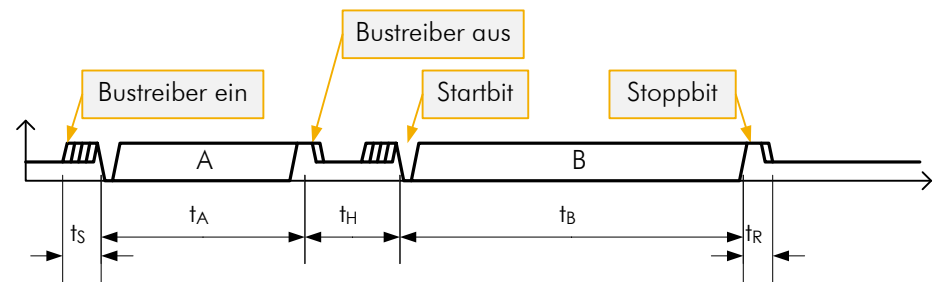 Bustreiber aus
Bustreiber ein
Startbit
Stoppbit
A
B
tS
tA
tH
tB
tR